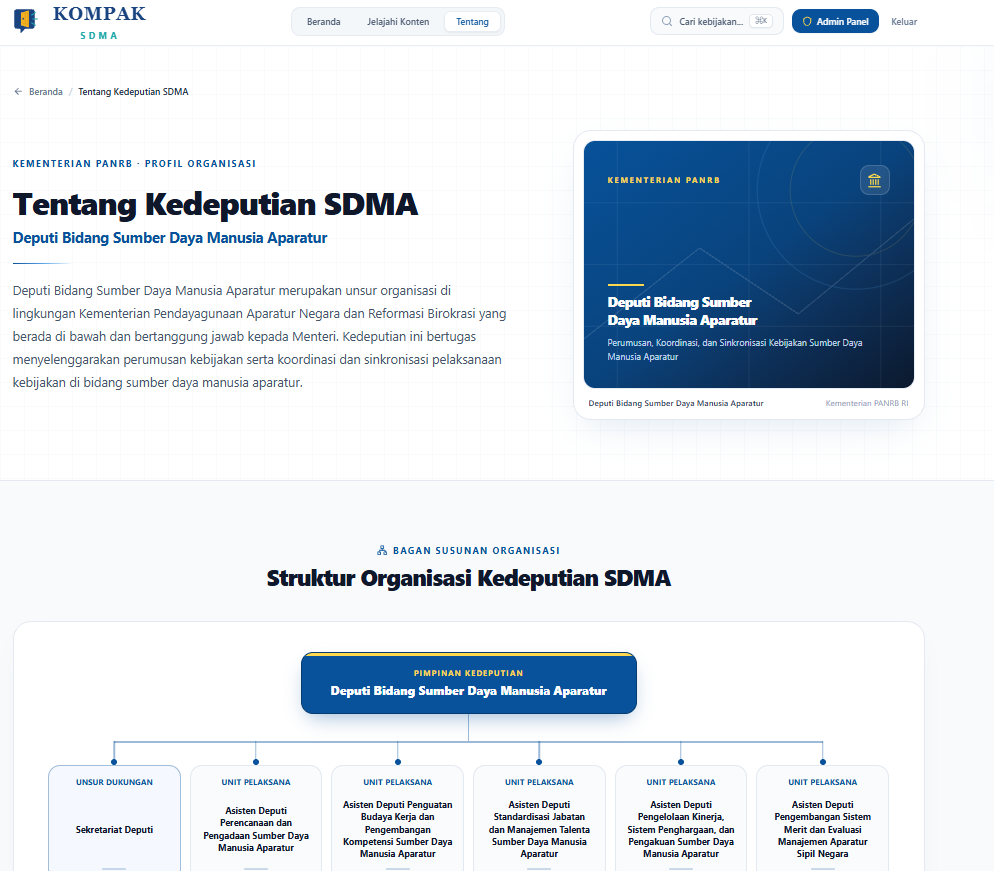 KOMPAK
SDMA
Beranda
Jelajahi Konten
Tentang
Cari kebijakan...
⌘K
Admin Panel
Keluar
Beranda / Tentang Kedeputian SDMA
KEMENTERIAN PANRB · PROFIL ORGANISASI
Tentang Kedeputian SDMA
Deputi Bidang Sumber Daya Manusia Aparatur
Deputi Bidang Sumber Daya Manusia Aparatur merupakan unsur organisasi di
lingkungan Kementerian Pendayagunaan Aparatur Negara dan Reformasi Birokrasi yang
berada di bawah dan bertanggung jawab kepada Menteri. Kedeputian ini bertugas
menyelenggarakan perumusan kebijakan serta koordinasi dan sinkronisasi pelaksanaan
kebijakan di bidang sumber daya manusia aparatur.
KEMENTERIAN PANRB
Deputi Bidang Sumber
Daya Manusia Aparatur
Perumusan, Koordinasi, dan Sinkronisasi Kebijakan Sumber Daya
Manusia Aparatur
Deputi Bidang Sumber Daya Manusia Aparatur
Kementerian PANRB RI
BAGAN SUSUNAN ORGANISASI
Struktur Organisasi Kedeputian SDMA
PIMPINAN KEDEPUTIAN
Deputi Bidang Sumber Daya Manusia Aparatur
UNSUR DUKUNGAN
Sekretariat Deputi
UNIT PELAKSANA
Asisten Deputi
Perencanaan dan
Pengadaan Sumber Daya
Manusia Aparatur
UNIT PELAKSANA
Asisten Deputi Penguatan
Budaya Kerja dan
Pengembangan
Kompetensi Sumber Daya
Manusia Aparatur
UNIT PELAKSANA
Asisten Deputi
Standardisasi Jabatan
dan Manajemen Talenta
Sumber Daya Manusia
Aparatur
UNIT PELAKSANA
Asisten Deputi
Pengelolaan Kinerja,
Sistem Penghargaan, dan
Pengakuan Sumber Daya
Manusia Aparatur
UNIT PELAKSANA
Asisten Deputi
Pengembangan Sistem
Merit dan Evaluasi
Manajemen Aparatur
Sipil Negara